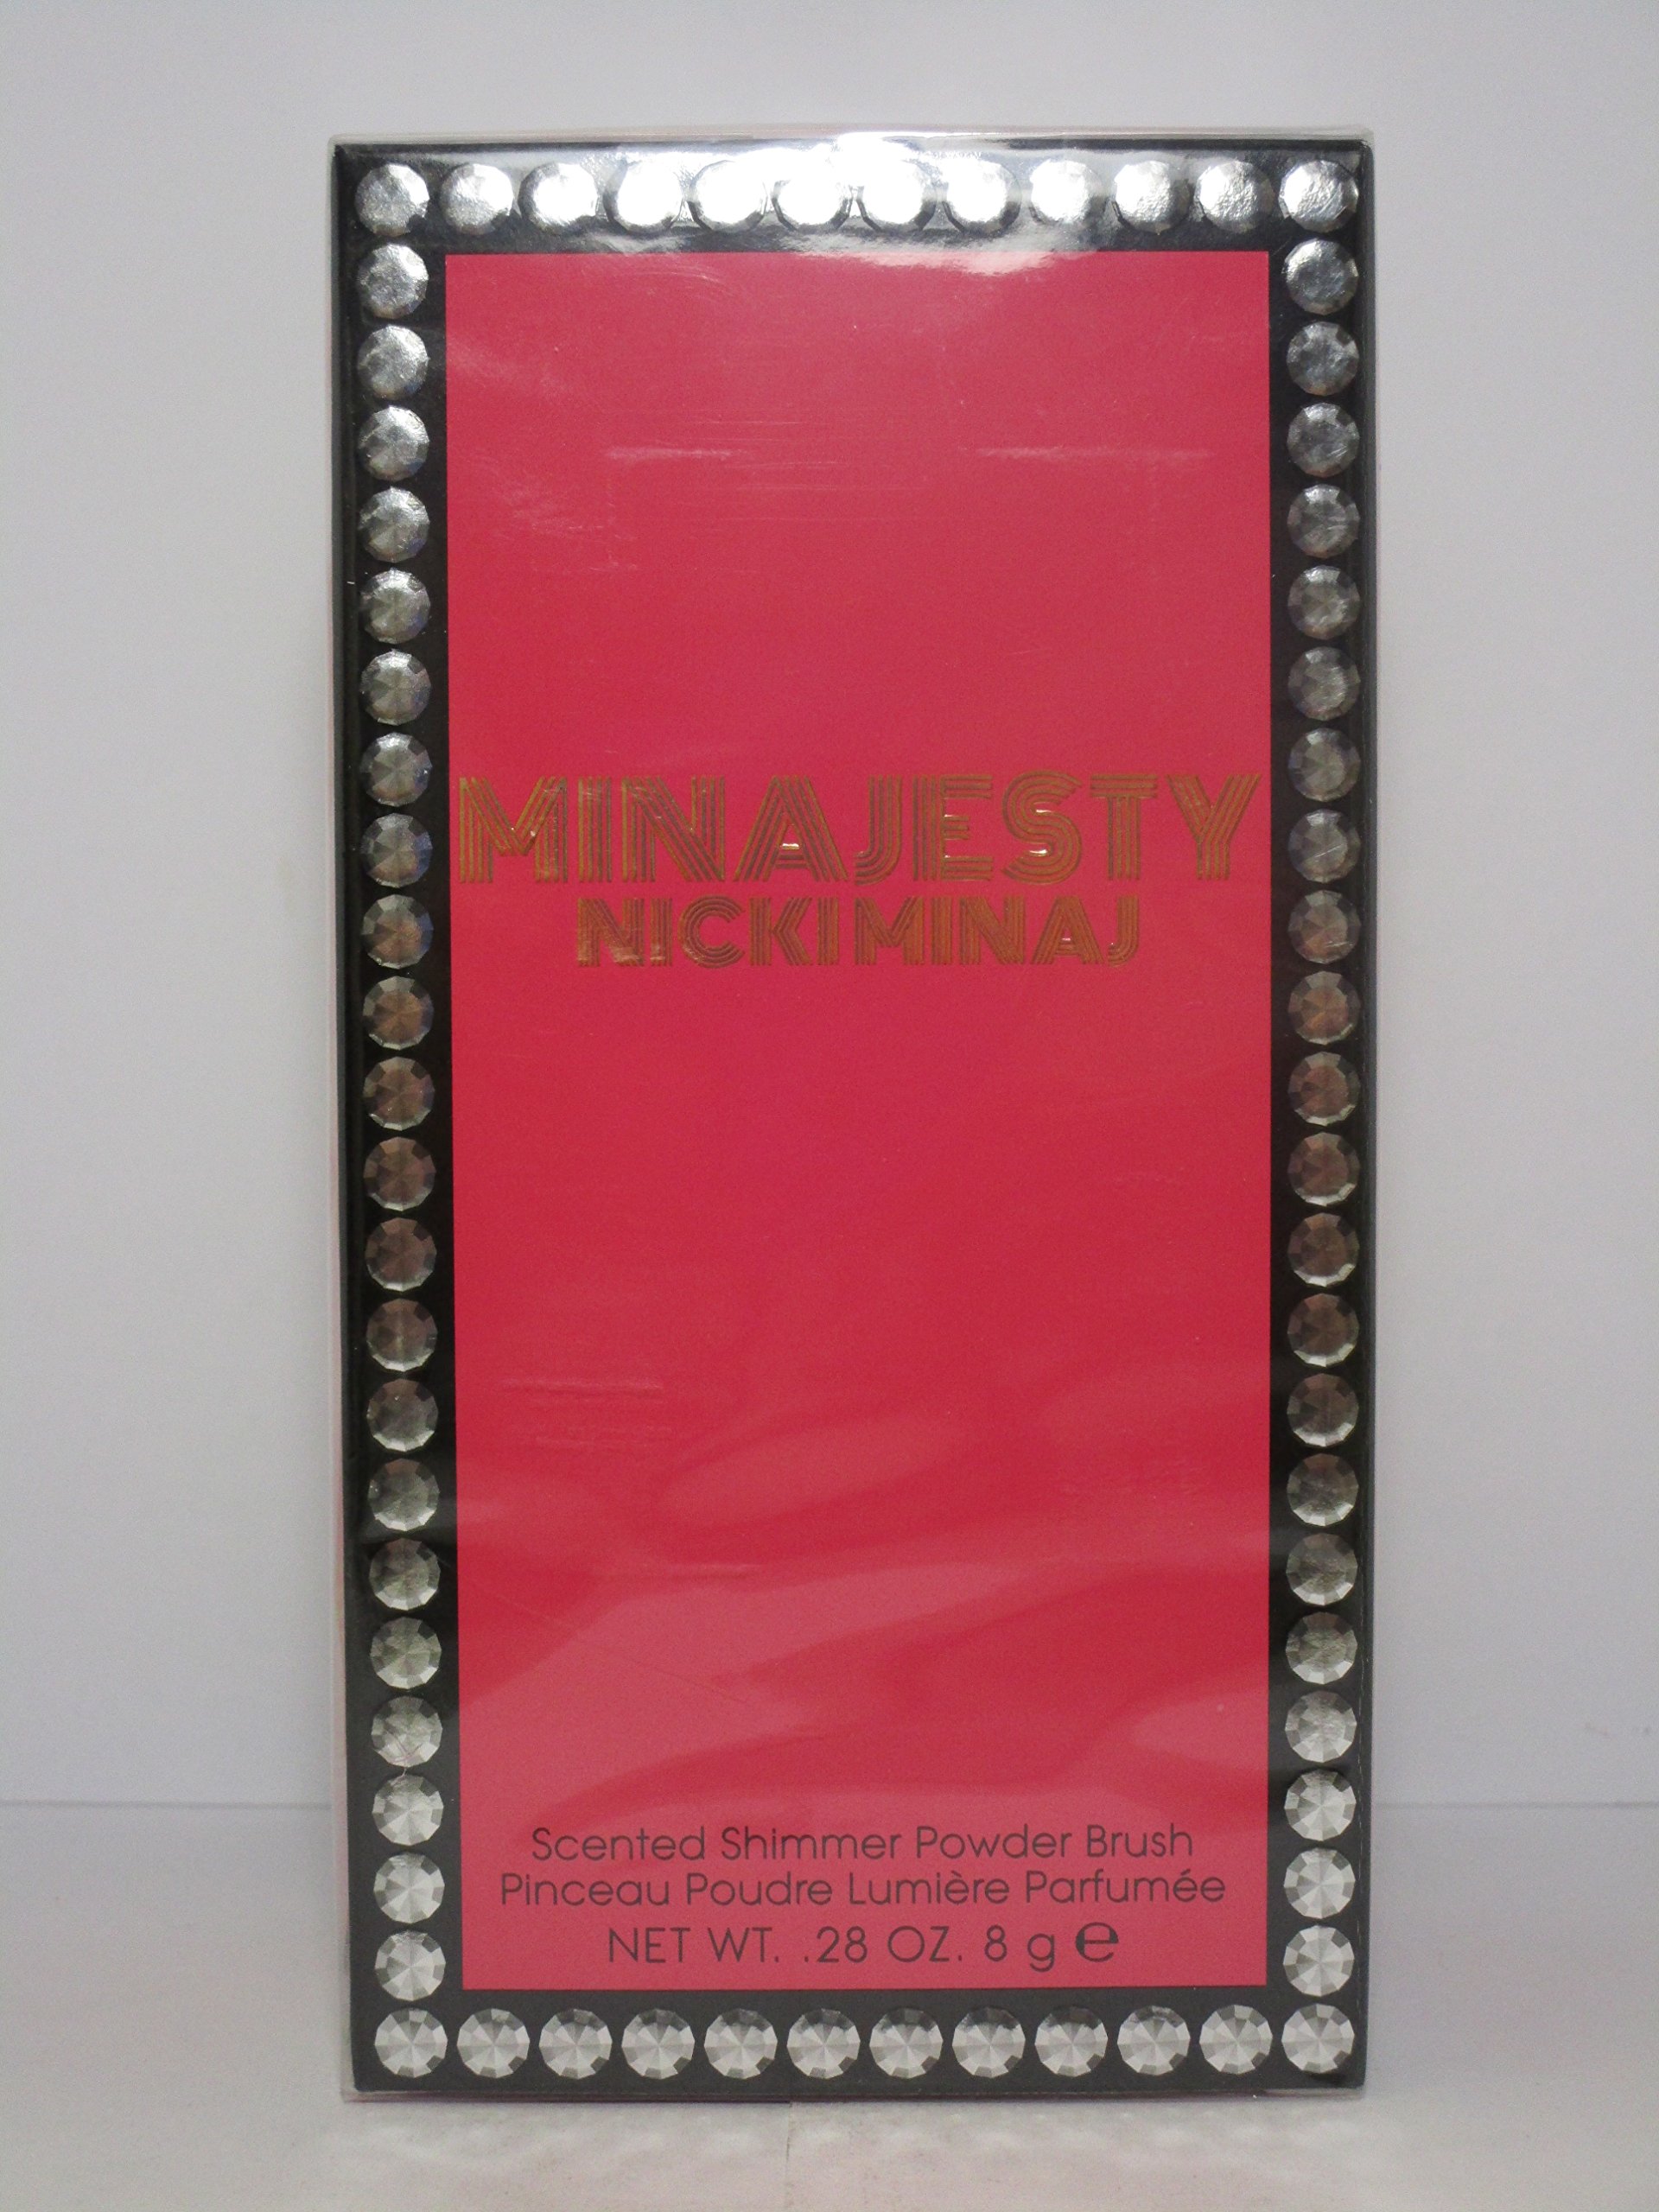 MINAJESTY
NICKI MINAJ
Scented Shimmer Powder Brush
Pinceau Poudre Lumière Parfumée
NET WT. .28 OZ. 8 g e